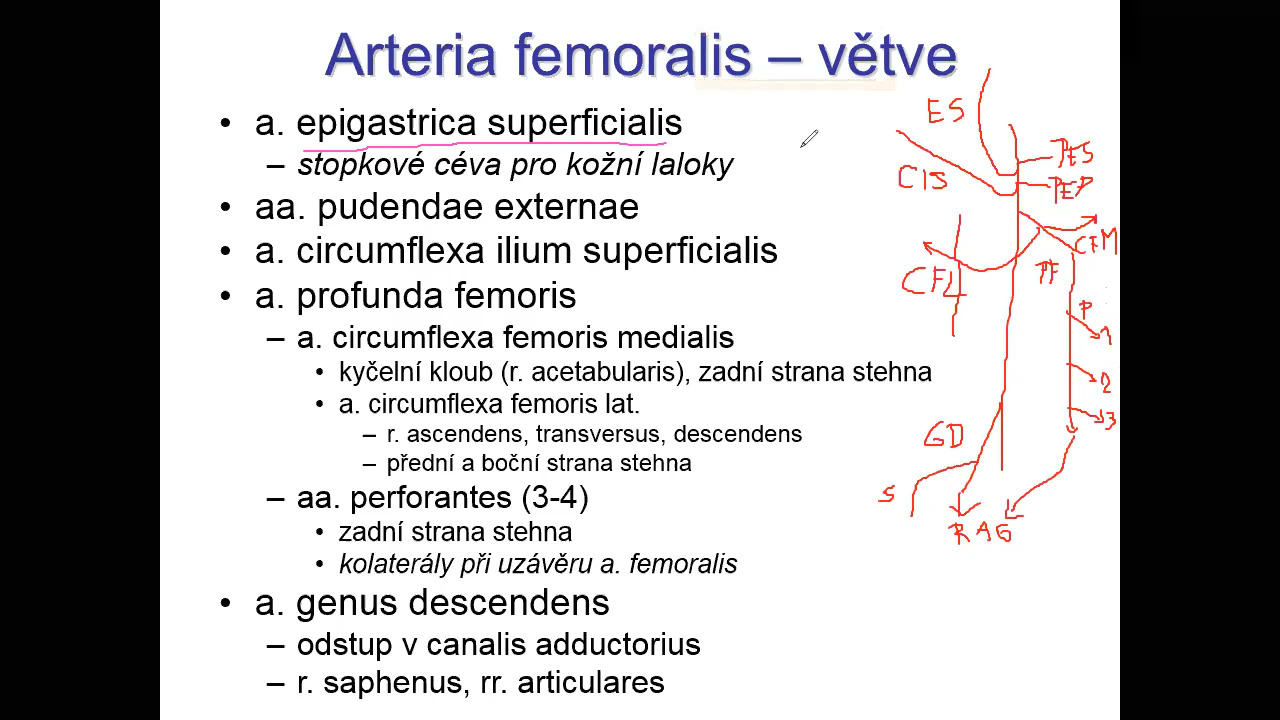 Arteria femoralis – větve
• a. epigastrica superficialis
– stopkové céva pro kožní laloky
• aa. pudendae externae
• a. circumflexa ilium superficialis
• a. profunda femoris
– a. circumflexa femoris medialis
• kyčelní kloub (r. acetabularis), zadní strana stehna
• a. circumflexa femoris lat.
– r. ascendens, transversus, descendens
– přední a boční strana stehna
– aa. perforantes (3-4)
• zadní strana stehna
• kolaterály při uzávěru a. femoralis
• a. genus descendens
– odstup v canalis adductorius
– r. saphenus, rr. articulares
ES
PES
CIS
PEP
CFM
PF
CFL
P
1
2
3
GD
S
RAG